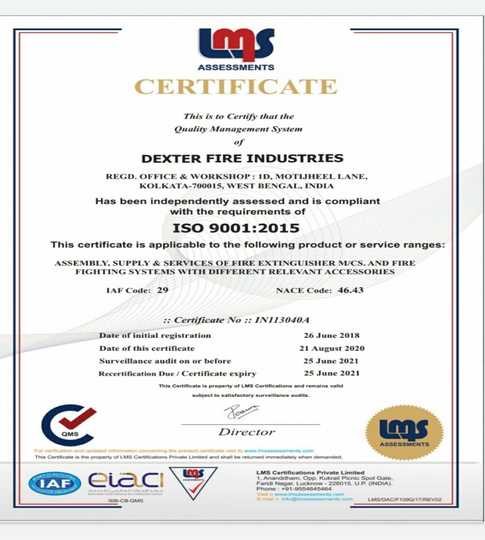 LMS
ASSESSMENTS
CERTIFICATE
This is to Certify that the
Quality Management System
of
DEXTER FIRE INDUSTRIES
REGD. OFFICE & WORKSHOP : 1D, MOTIJHEEL LANE,
KOLKATA-700015, WEST BENGAL, INDIA
Has been independently assessed and is compliant
with the requirements of
ISO 9001:2015
This certificate is applicable to the following product or service ranges:
ASSEMBLY, SUPPLY & SERVICES OF FIRE EXTINGUISHER M/CS. AND FIRE
FIGHTING SYSTEMS WITH DIFFERENT RELEVANT ACCESSORIES
IAF Code: 29 NACE Code: 46.43
:: Certificate No :: IN113040A
Date of initial registration 26 June 2018
Date of this certificate 21 August 2020
Surveillance audit on or before 25 June 2021
Recertification Due / Certificate expiry 25 June 2021
This Certificate is property of LMS Certifications and remains valid
subject to satisfactory surveillance audits.
Director
QMS
LMS
ASSESSMENTS
For verification and updated information concerning the present certificate visit to www.lmsassessments.com
This Certificate is the property of LMS Certifications Private Limited and shall be returned immediately when demanded.
IAF
eiaci
LMS
LMS Certifications Private Limited
1, Ananddham, Opp, Kukrail Picnic Spot Gate,
Faridi Nagar, Lucknow - 226015, U.P. (INDIA).
Phone : +91-9554645464
Visit » www.lmsassessments.com
E.mail » info@lmsassessments.com